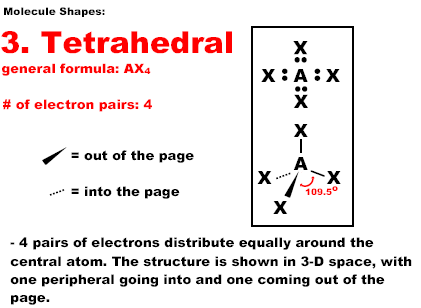 Molecule Shapes:
3. Tetrahedral
general formula: AX₄
# of electron pairs: 4
= out of the page
= into the page
X
X A X
X
X
A
X X
109.5°
X
- 4 pairs of electrons distribute equally around the
central atom. The structure is shown in 3-D space, with
one peripheral going into and one coming out of the
page.